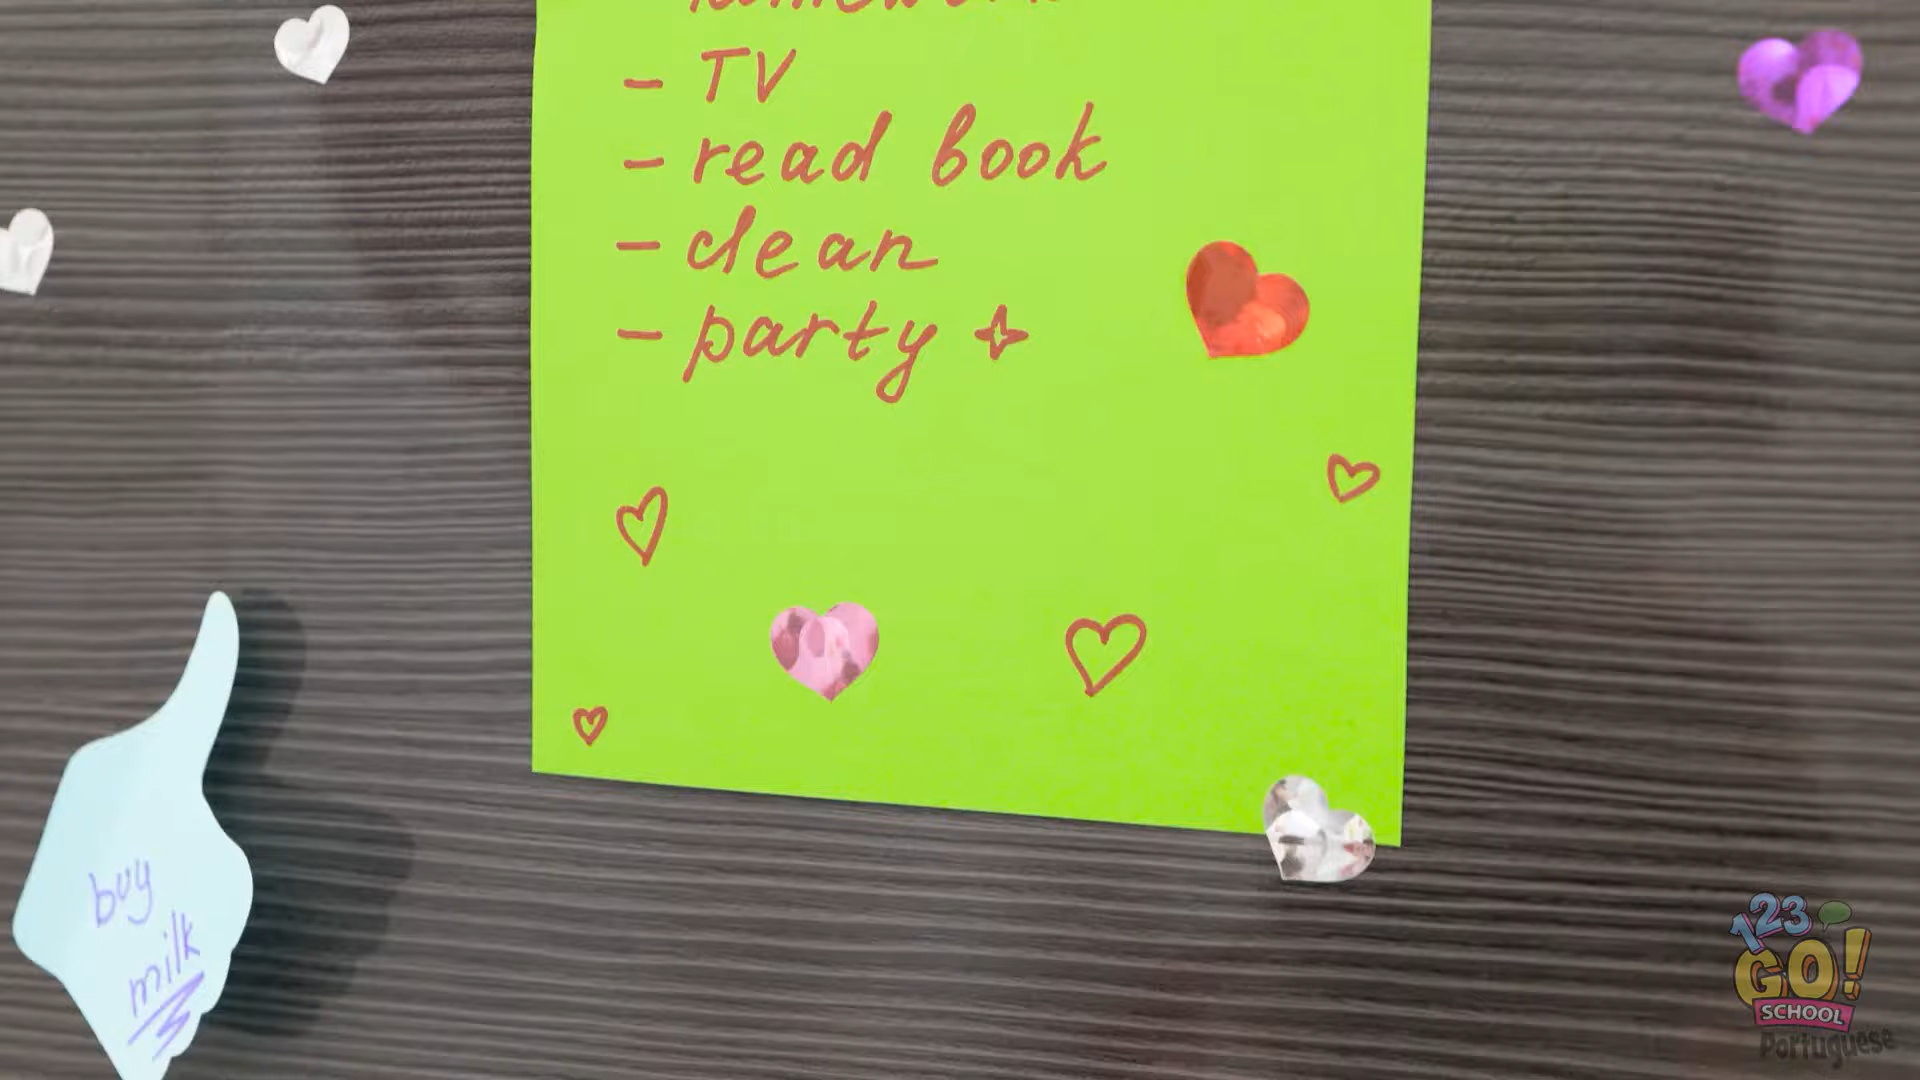 - TV
- read book
- clean
- party
buy
milk
123
GO!
SCHOOL
Portuguese